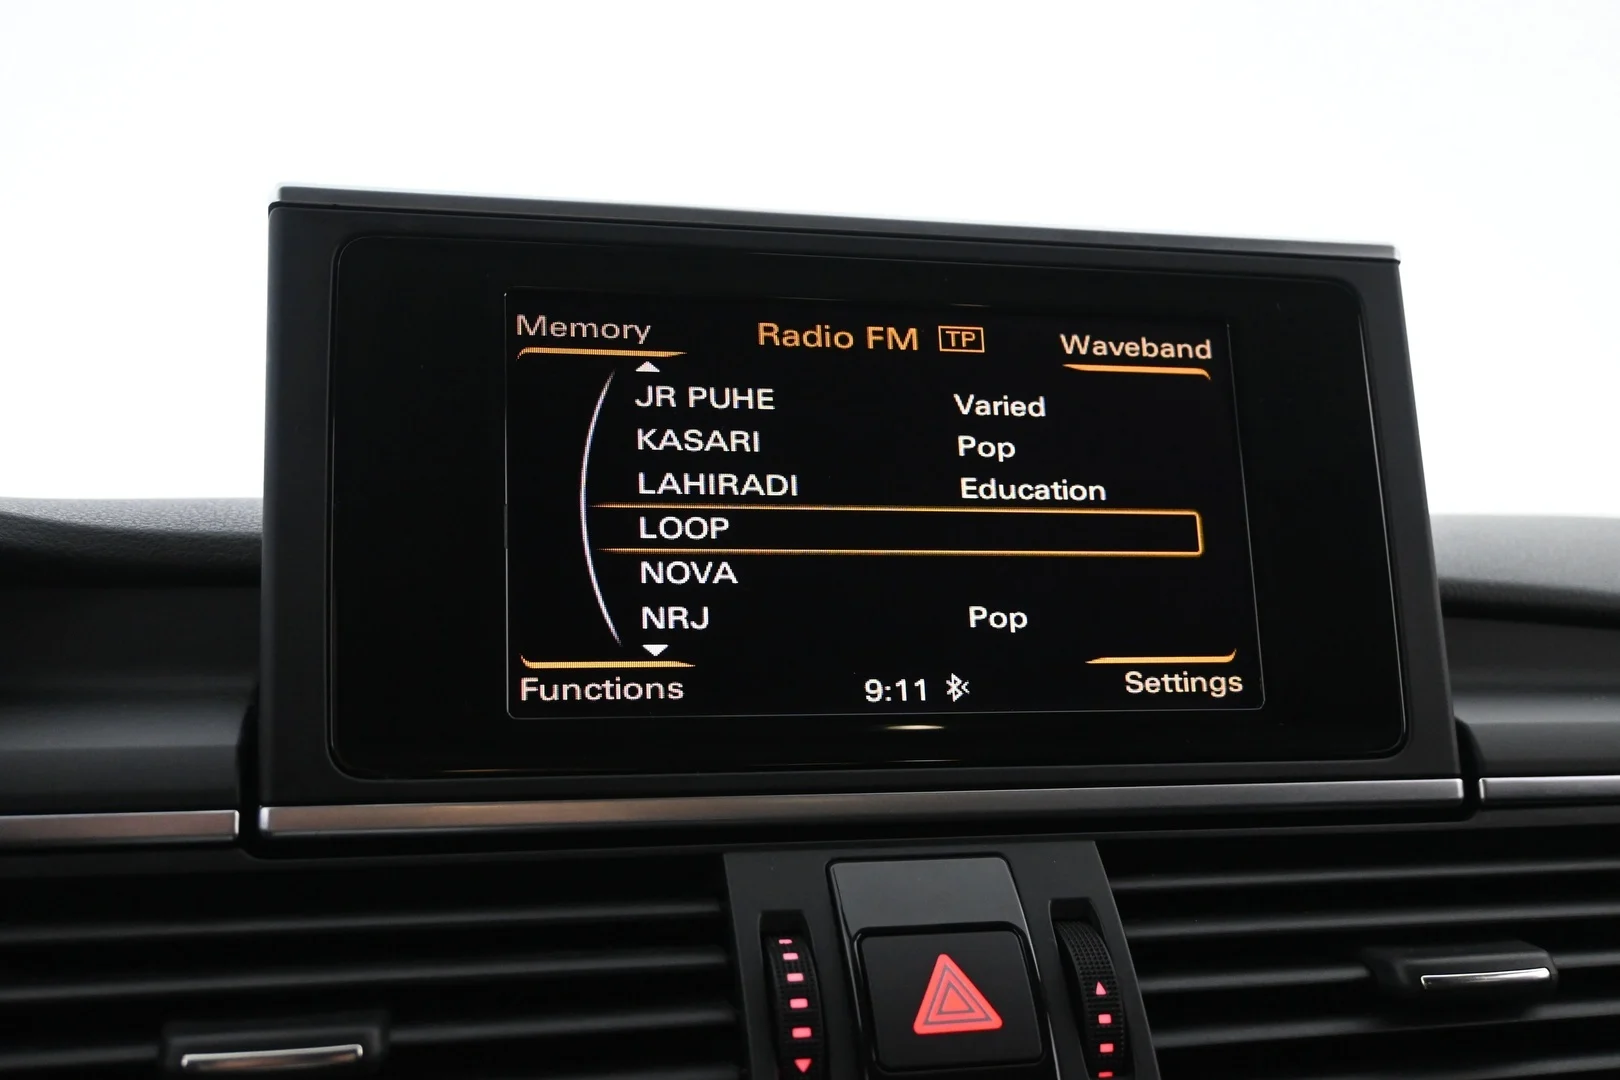 Memory Radio FM TP Waveband
JR PUHE Varied
KASARI Pop
LAHIRADI Education
LOOP
NOVA
NRJ Pop
Functions 9:11 Settings